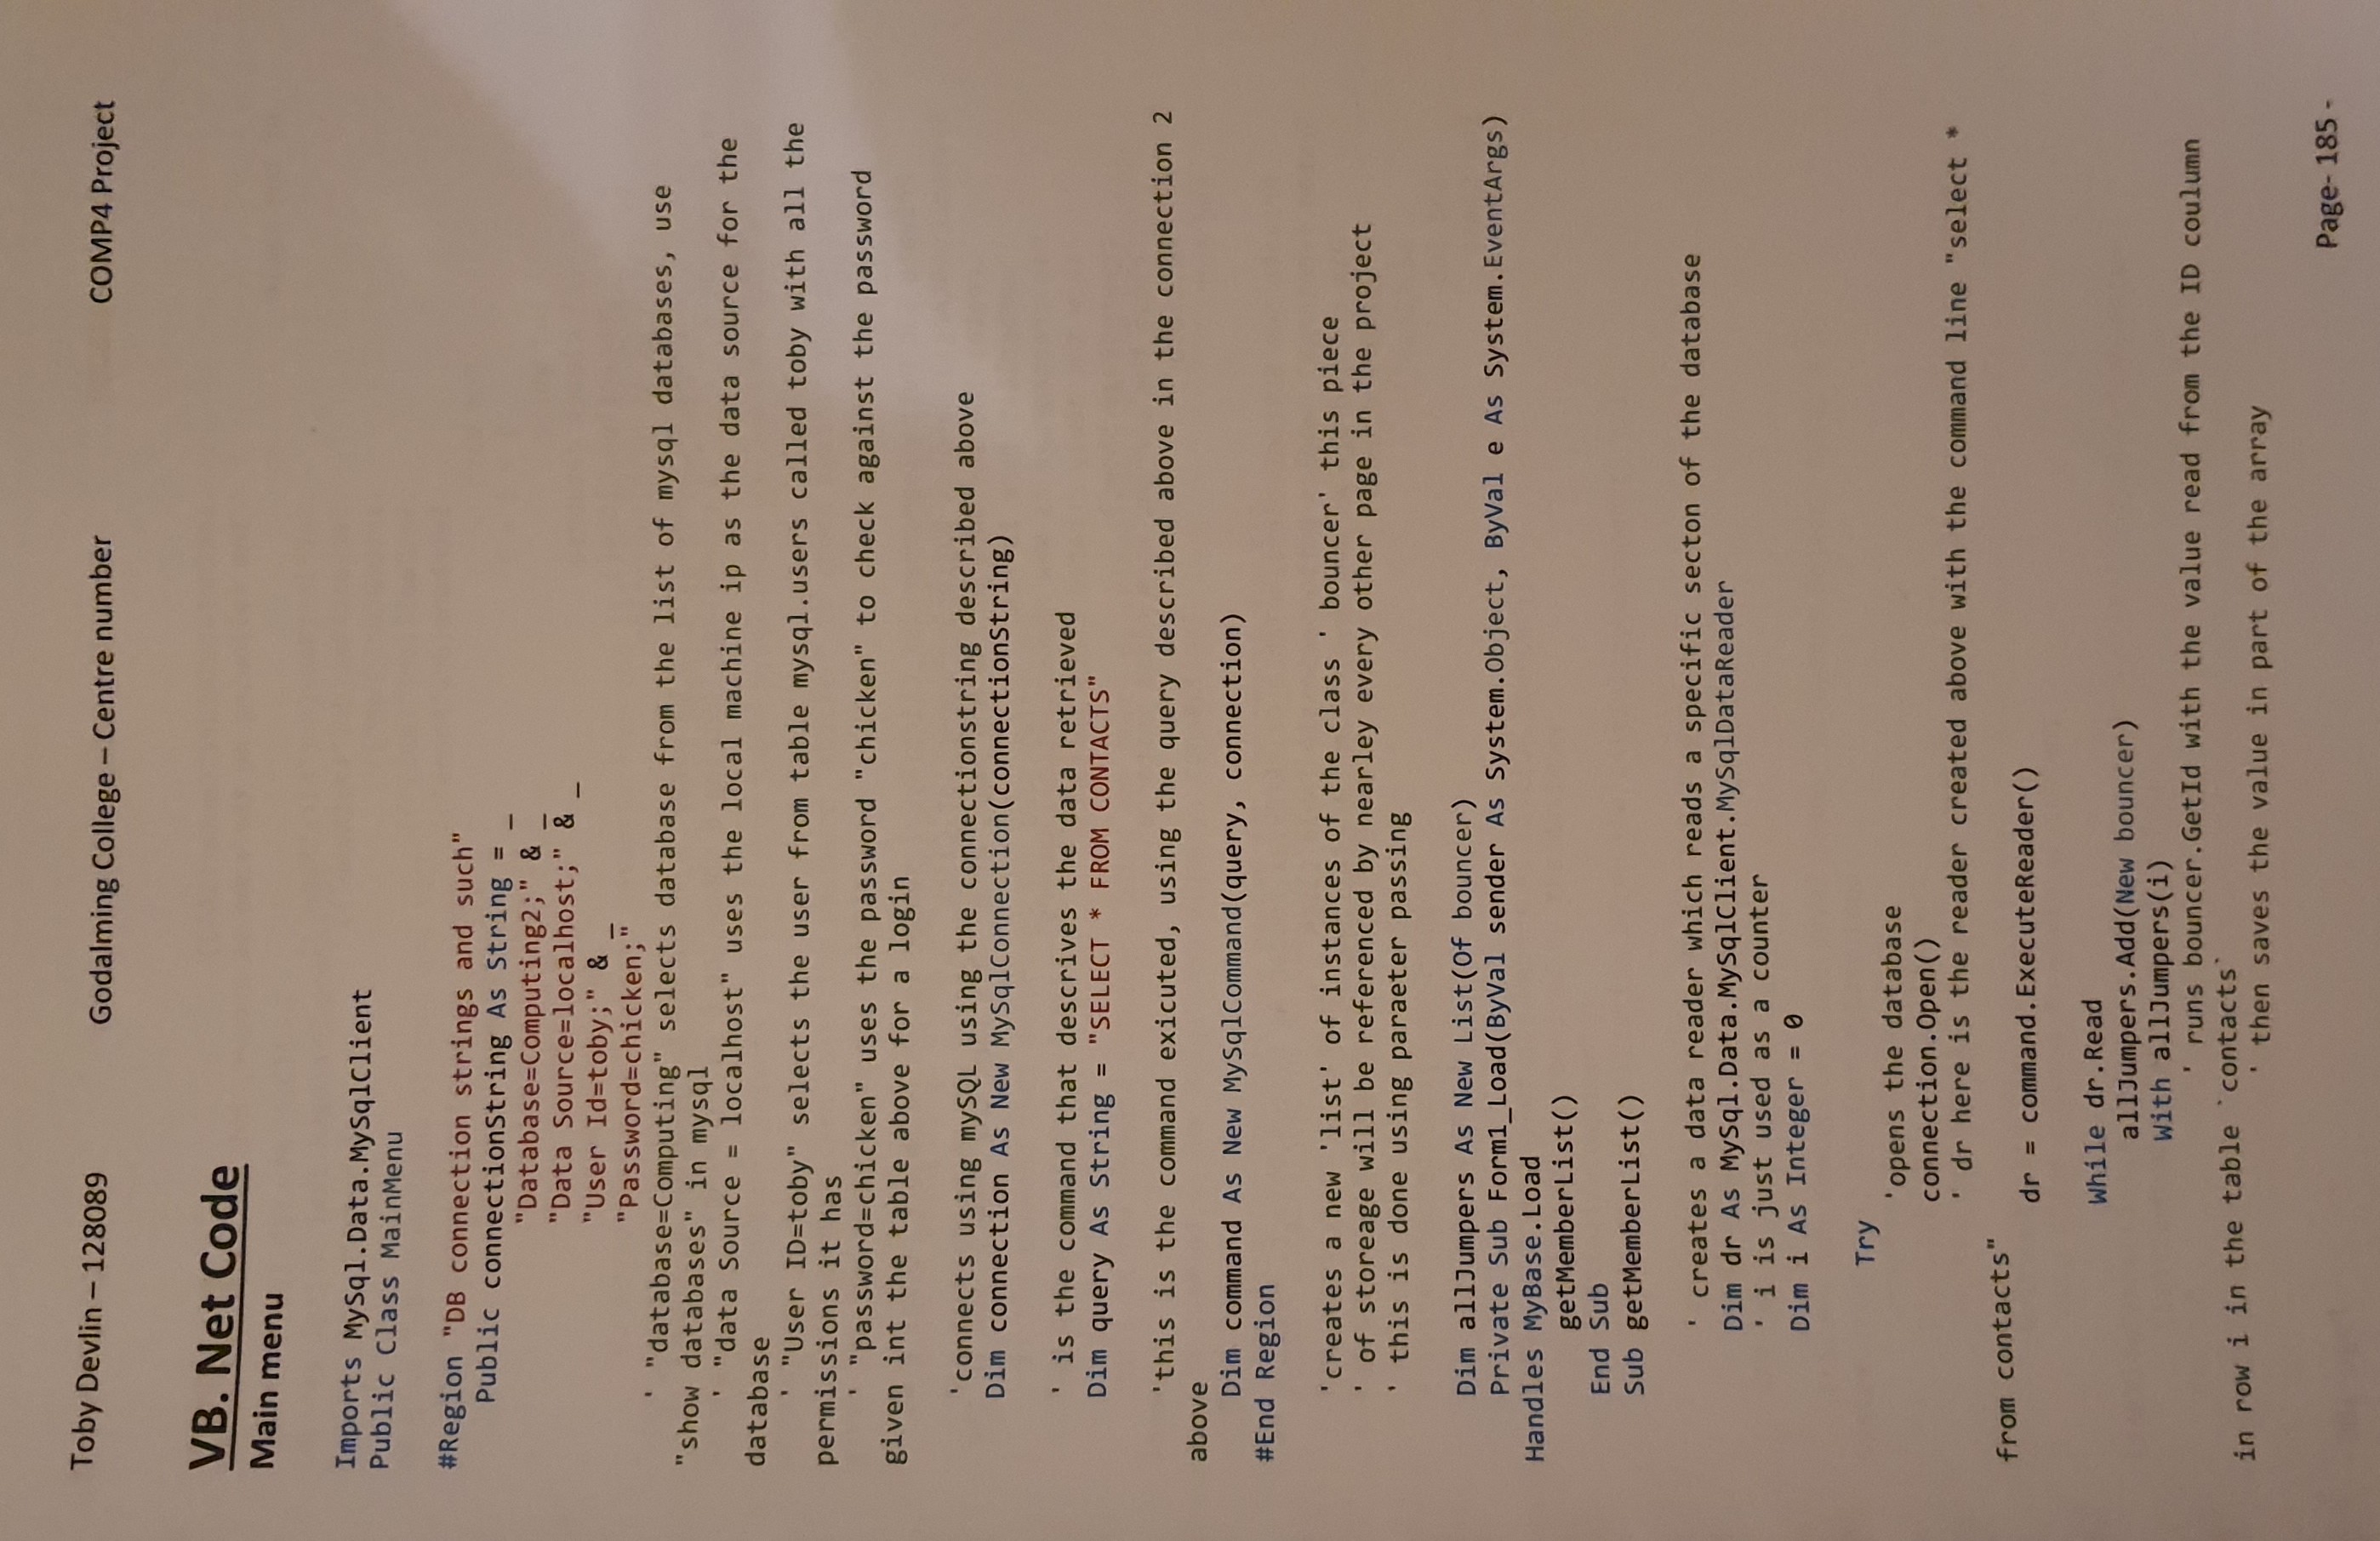 Toby Devlin – 128089 Godalming College – Centre number COMP4 Project
VB. Net Code
Main menu
Imports MySql.Data.MySqlClient
Public Class MainMenu
#Region "DB connection strings and such"
Public connectionString As String = _
"Database=Computing2;" & _
"Data Source=localhost;" & _
"User Id=toby;" & _
"Password=chicken;"
' "database=Computing" selects database from the list of mysql databases, use
"show databases" in mysql
' "data Source = localhost" uses the local machine ip as the data source for the
database
' "User ID=toby" selects the user from table mysql.users called toby with all the
permissions it has
' "password=chicken" uses the password "chicken" to check against the password
given int the table above for a login
'connects using mySQL using the connectionstring described above
Dim connection As New MySqlConnection(connectionString)
' is the command that descrives the data retrieved
Dim query As String = "SELECT * FROM CONTACTS"
'this is the command exicuted, using the query described above in the connection 2
above
Dim command As New MySqlCommand(query, connection)
#End Region
'creates a new 'list' of instances of the class ' bouncer' this piece
' of storeage will be referenced by nearley every other page in the project
' this is done using paraeter passing
Dim allJumpers As New List(Of bouncer)
Private Sub Form1_Load(ByVal sender As System.Object, ByVal e As System.EventArgs)
Handles MyBase.Load
getMemberList()
End Sub
Sub getMemberList()
' creates a data reader which reads a specific secton of the database
Dim dr As MySql.Data.MySqlClient.MySqlDataReader
' i is just used as a counter
Dim i As Integer = 0
Try
'opens the database
connection.Open()
' dr here is the reader created above with the command line "select *
from contacts"
dr = command.ExecuteReader()
While dr.Read
allJumpers.Add(New bouncer)
With allJumpers(i)
' runs bouncer.GetId with the value read from the ID coulumn
in row i in the table `contacts`
' then saves the value in part of the array
Page- 185 -